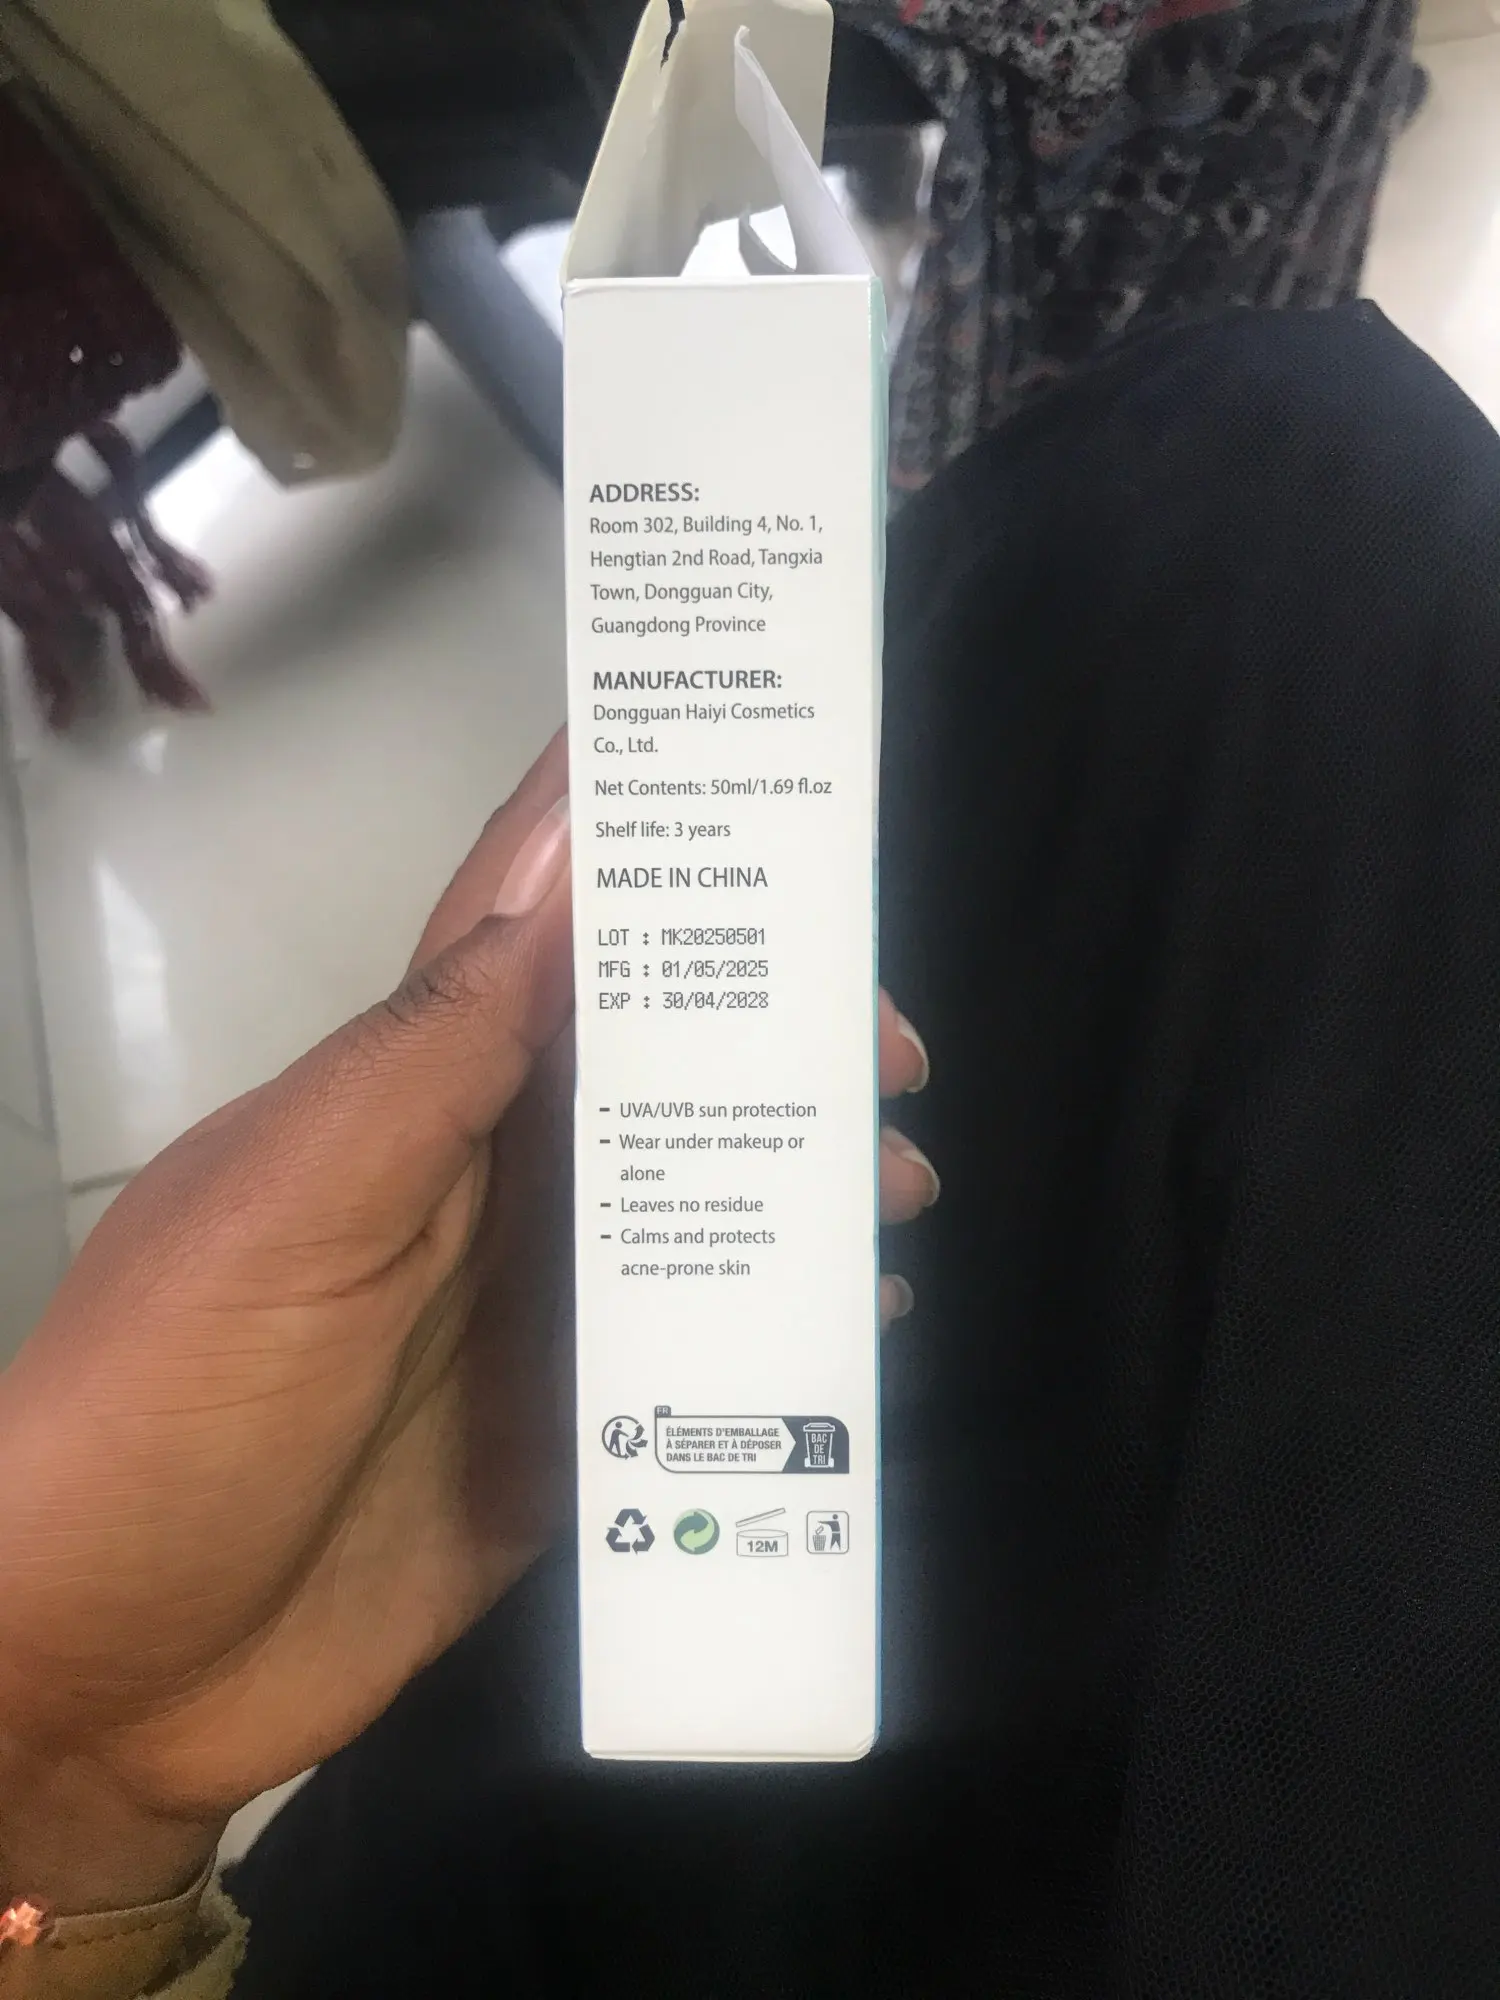 ADDRESS:
Room 302, Building 4, No. 1,
Hengtian 2nd Road, Tangxia
Town, Dongguan City,
Guangdong Province
MANUFACTURER:
Dongguan Haiyi Cosmetics
Co., Ltd.
Net Contents: 50ml/1.69 fl.oz
Shelf life: 3 years
MADE IN CHINA
LOT : MK20250501
MFG : 01/05/2025
EXP : 30/04/2028
- UVA/UVB sun protection
- Wear under makeup or
alone
- Leaves no residue
- Calms and protects
acne-prone skin
FR
ÉLÉMENTS D'EMBALLAGE
À SÉPARER ET À DÉPOSER
DANS LE BAC DE TRI
BAC
DE
TRI
12M